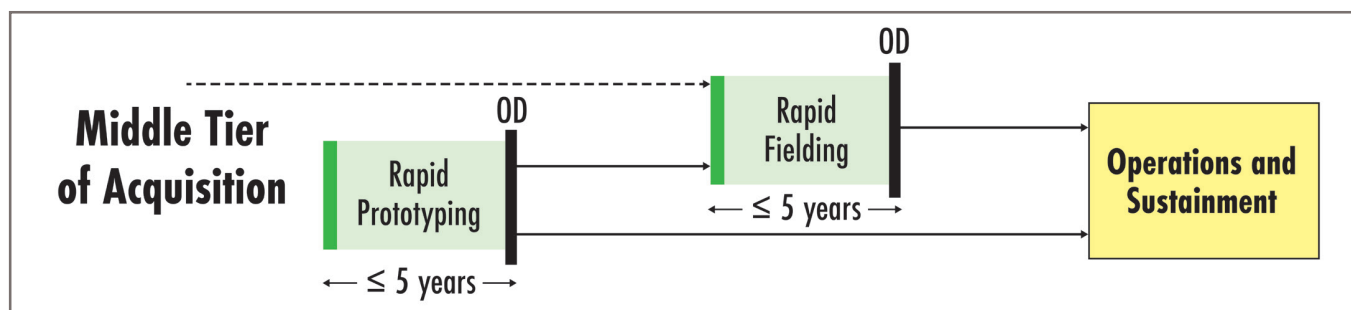 Middle Tier
of Acquisition
OD
Rapid
Prototyping
≤ 5 years
OD
Rapid
Fielding
≤ 5 years
Operations and
Sustainment